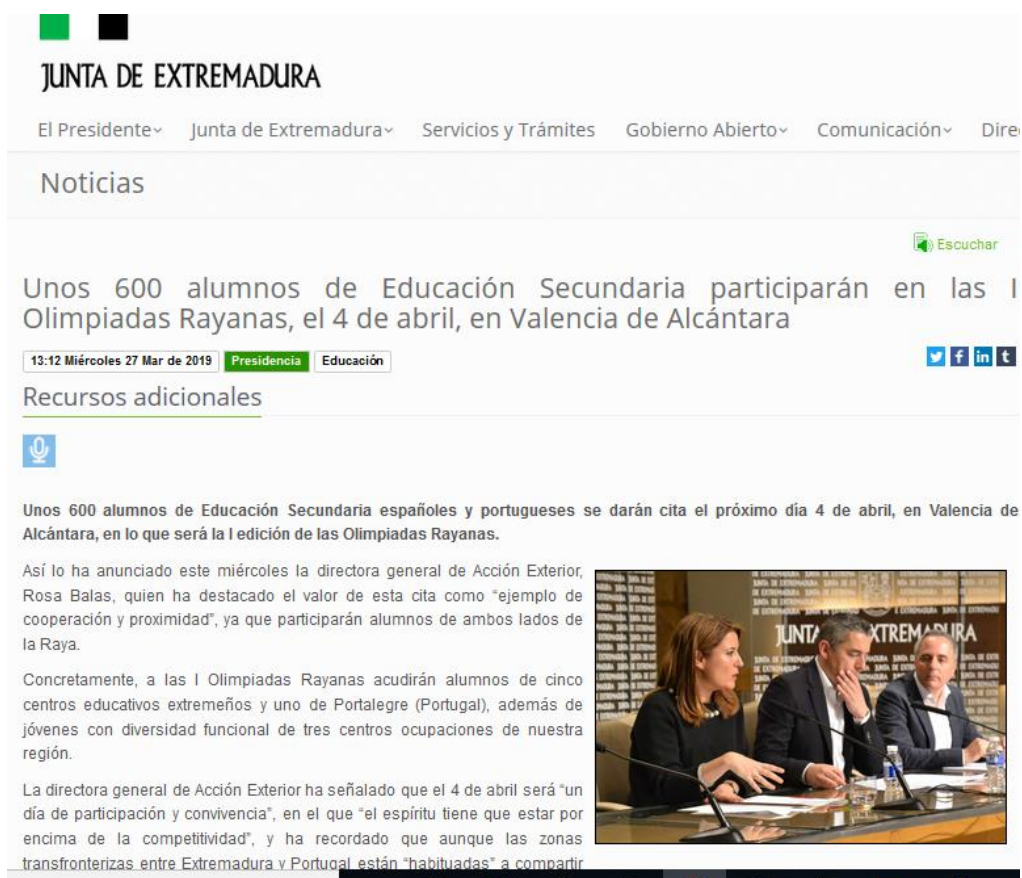 JUNTA DE EXTREMADURA
El Presidente Junta de Extremadura Servicios y Trámites Gobierno Abierto Comunicación Dire
Noticias
Escuchar
Unos 600 alumnos de Educación Secundaria participarán en las I
Olimpiadas Rayanas, el 4 de abril, en Valencia de Alcántara
13:12 Miércoles 27 Mar de 2019 Presidencia Educación
Recursos adicionales
Unos 600 alumnos de Educación Secundaria españoles y portugueses se darán cita el próximo día 4 de abril, en Valencia de
Alcántara, en lo que será la I edición de las Olimpiadas Rayanas.
Así lo ha anunciado este miércoles la directora general de Acción Exterior,
Rosa Balas, quien ha destacado el valor de esta cita como “ejemplo de
cooperación y proximidad”, ya que participarán alumnos de ambos lados de
la Raya.
Concretamente, a las I Olimpiadas Rayanas acudirán alumnos de cinco
centros educativos extremeños y uno de Portalegre (Portugal), además de
jóvenes con diversidad funcional de tres centros ocupaciones de nuestra
región.
La directora general de Acción Exterior ha señalado que el 4 de abril será “un
día de participación y convivencia”, en el que “el espíritu tiene que estar por
encima de la competitividad”, y ha recordado que aunque las zonas
transfronterizas entre Extremadura y Portugal están “habituadas” a compartir